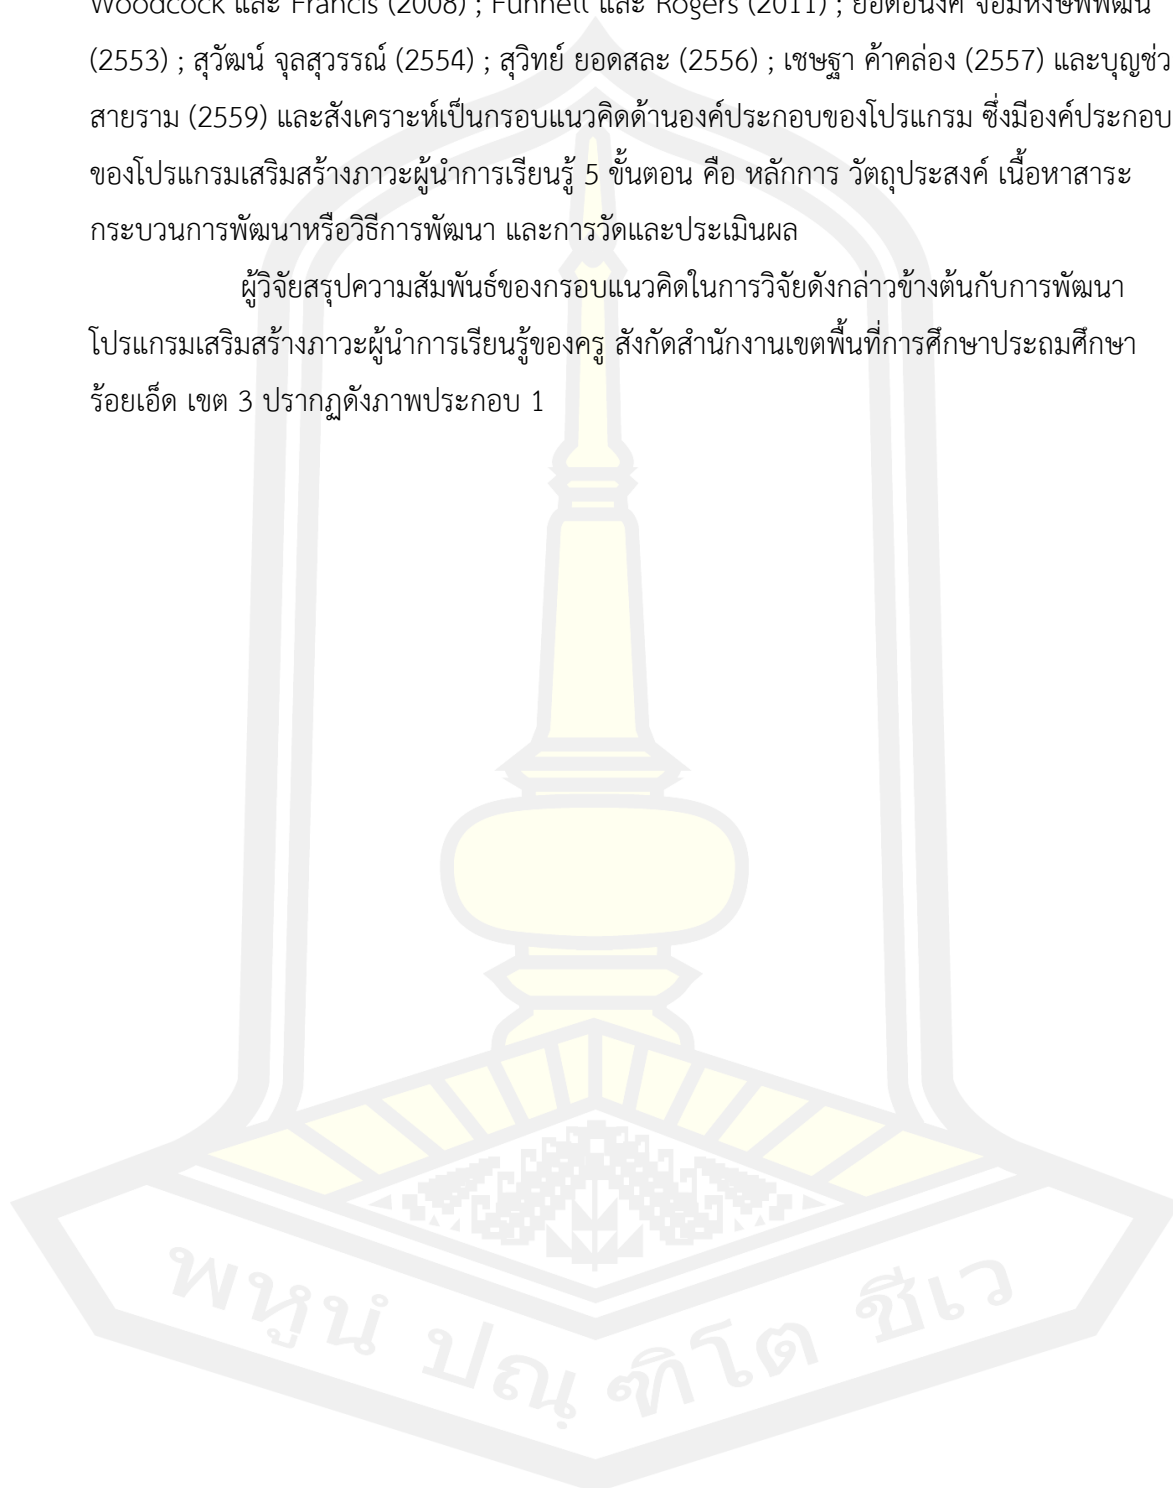 Woodcock และ Francis (2008) ; Funnell และ Rogers (2011) ; ยอดอนงค์ จอมหงษ์พิพัฒน์
(2553) ; สุวัฒน์ จุลสุวรรณ์ (2554) ; สุวิทย์ ยอดสละ (2556) ; เชษฐา ค้าคล่อง (2557) และบุญช่ว
สายราม (2559) และสังเคราะห์เป็นกรอบแนวคิดด้านองค์ประกอบของโปรแกรม ซึ่งมีองค์ประกอบ
ของโปรแกรมเสริมสร้างภาวะผู้นำการเรียนรู้ 5 ขั้นตอน คือ หลักการ วัตถุประสงค์ เนื้อหาสาระ
กระบวนการพัฒนาหรือวิธีการพัฒนา และการวัดและประเมินผล
ผู้วิจัยสรุปความสัมพันธ์ของกรอบแนวคิดในการวิจัยดังกล่าวข้างต้นกับการพัฒนา
โปรแกรมเสริมสร้างภาวะผู้นำการเรียนรู้ของครู สังกัดสำนักงานเขตพื้นที่การศึกษาประถมศึกษา
ร้อยเอ็ด เขต 3 ปรากฏดังภาพประกอบ 1
พหูนํ ปณฺฑิโต ชีเว